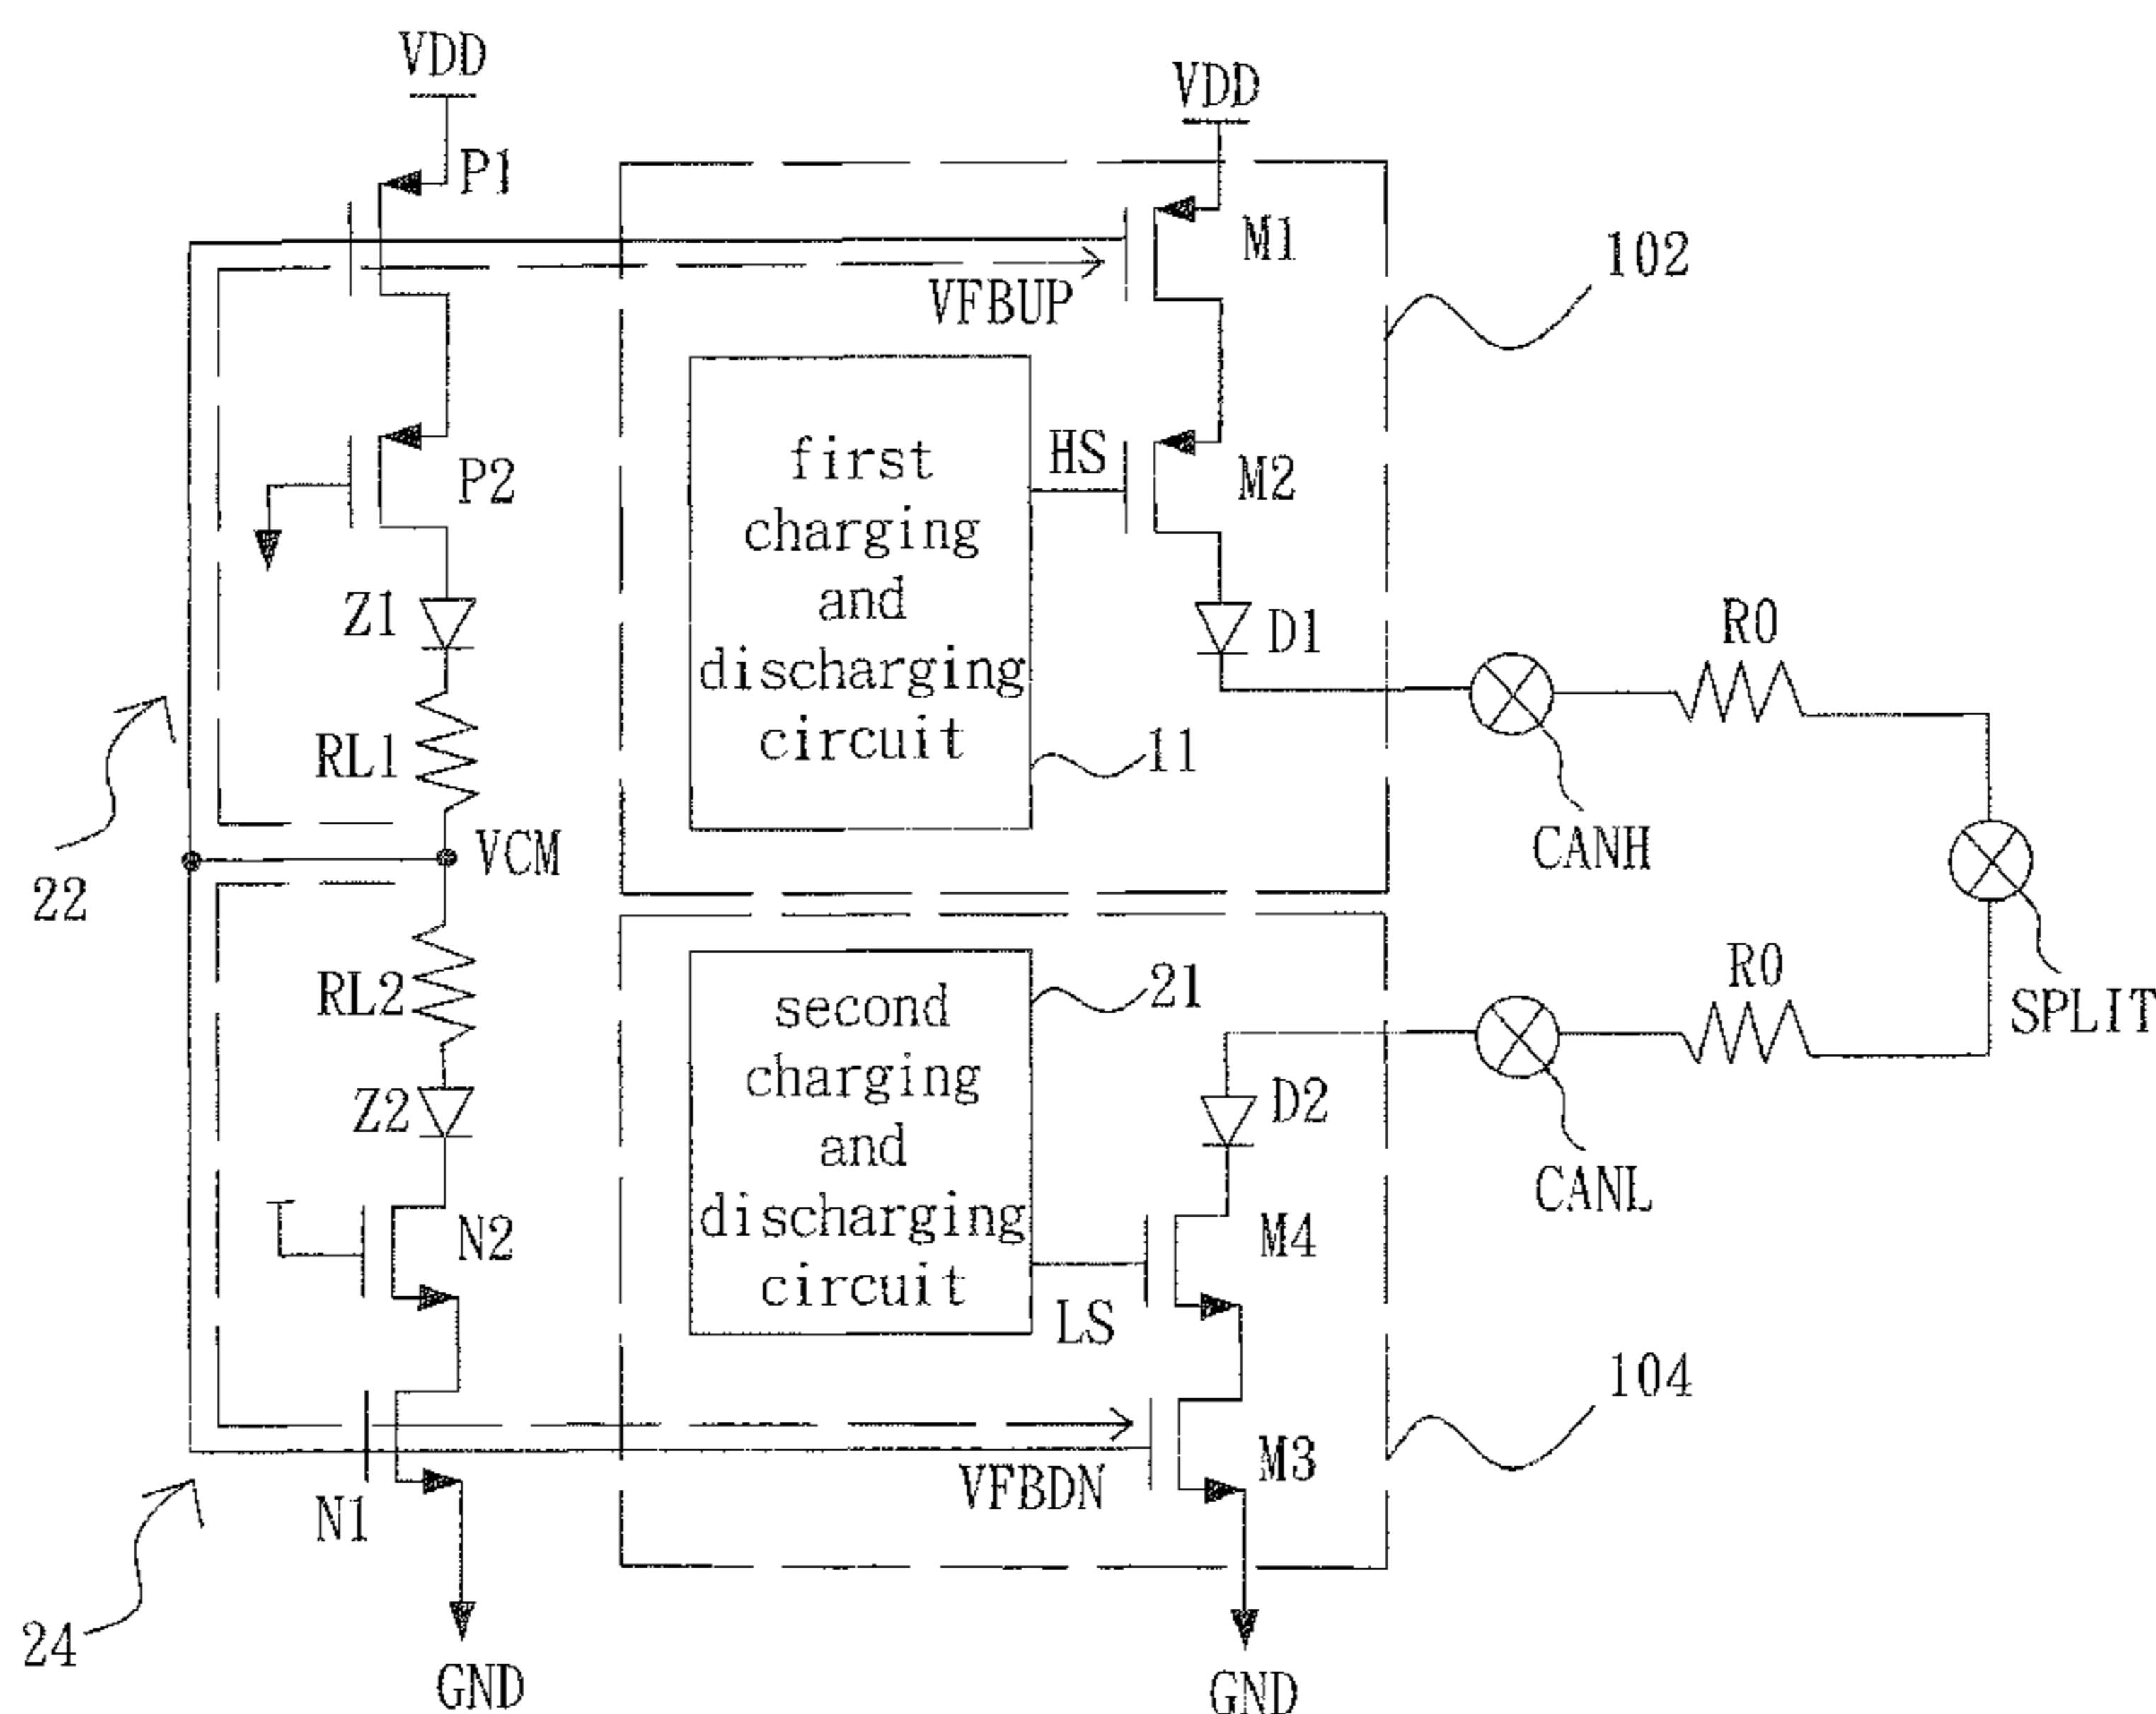 VDD
VDD
P1
M1
102
VFBUP
P2
HS
M2
first
charging
and
discharging
circuit
Z1
D1
R0
RL1
11
VCM
CANH
22
RL2
second
charging
and
discharging
circuit
21
R0
SPLIT
Z2
D2
CANL
N2
M4
LS
104
N1
VFBDN
M3
24
GND
GND